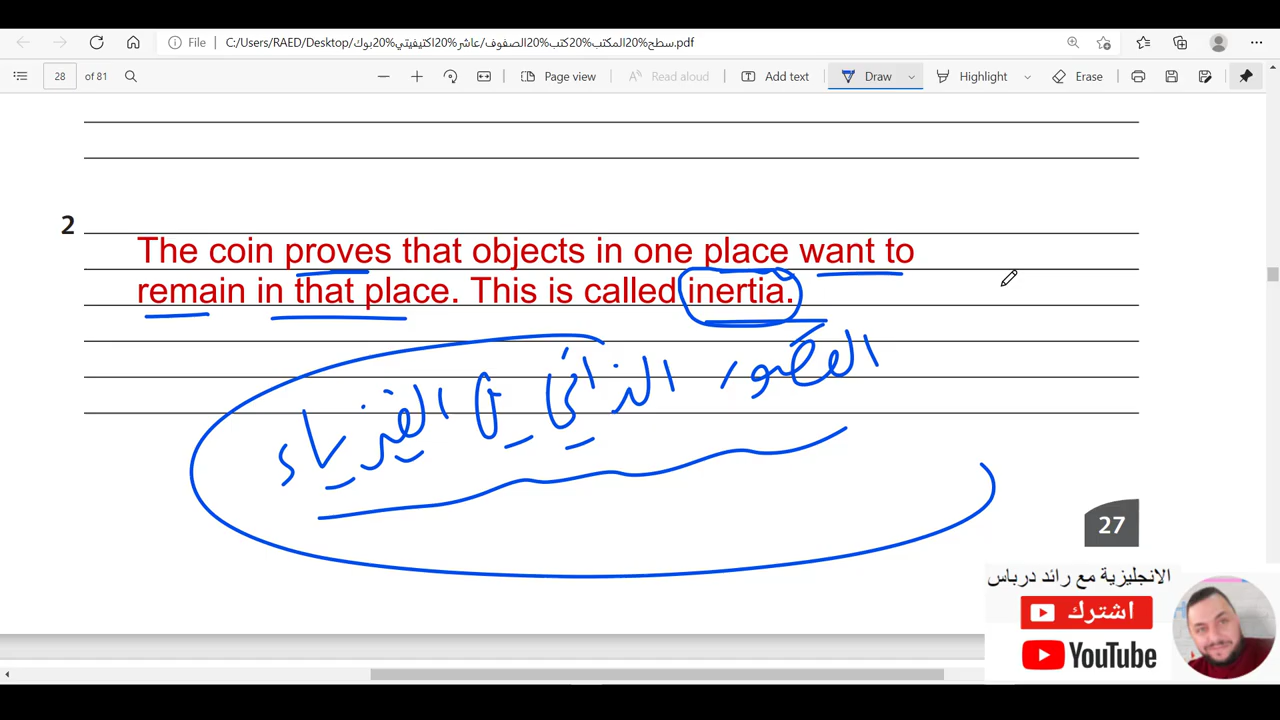 File C:/Users/RAED/Desktop/سطح%20المكتب%20كتب%20الصفوف/عاشر%20اكتيفيتي%20بوك.pdf
28 of 81 Page view Read aloud Add text Draw Highlight Erase
2
The coin proves that objects in one place want to
remain in that place. This is called inertia.
القصور الذاتي في الفيزياء
27
الانجليزية مع رائد درباس
اشترك
YouTube